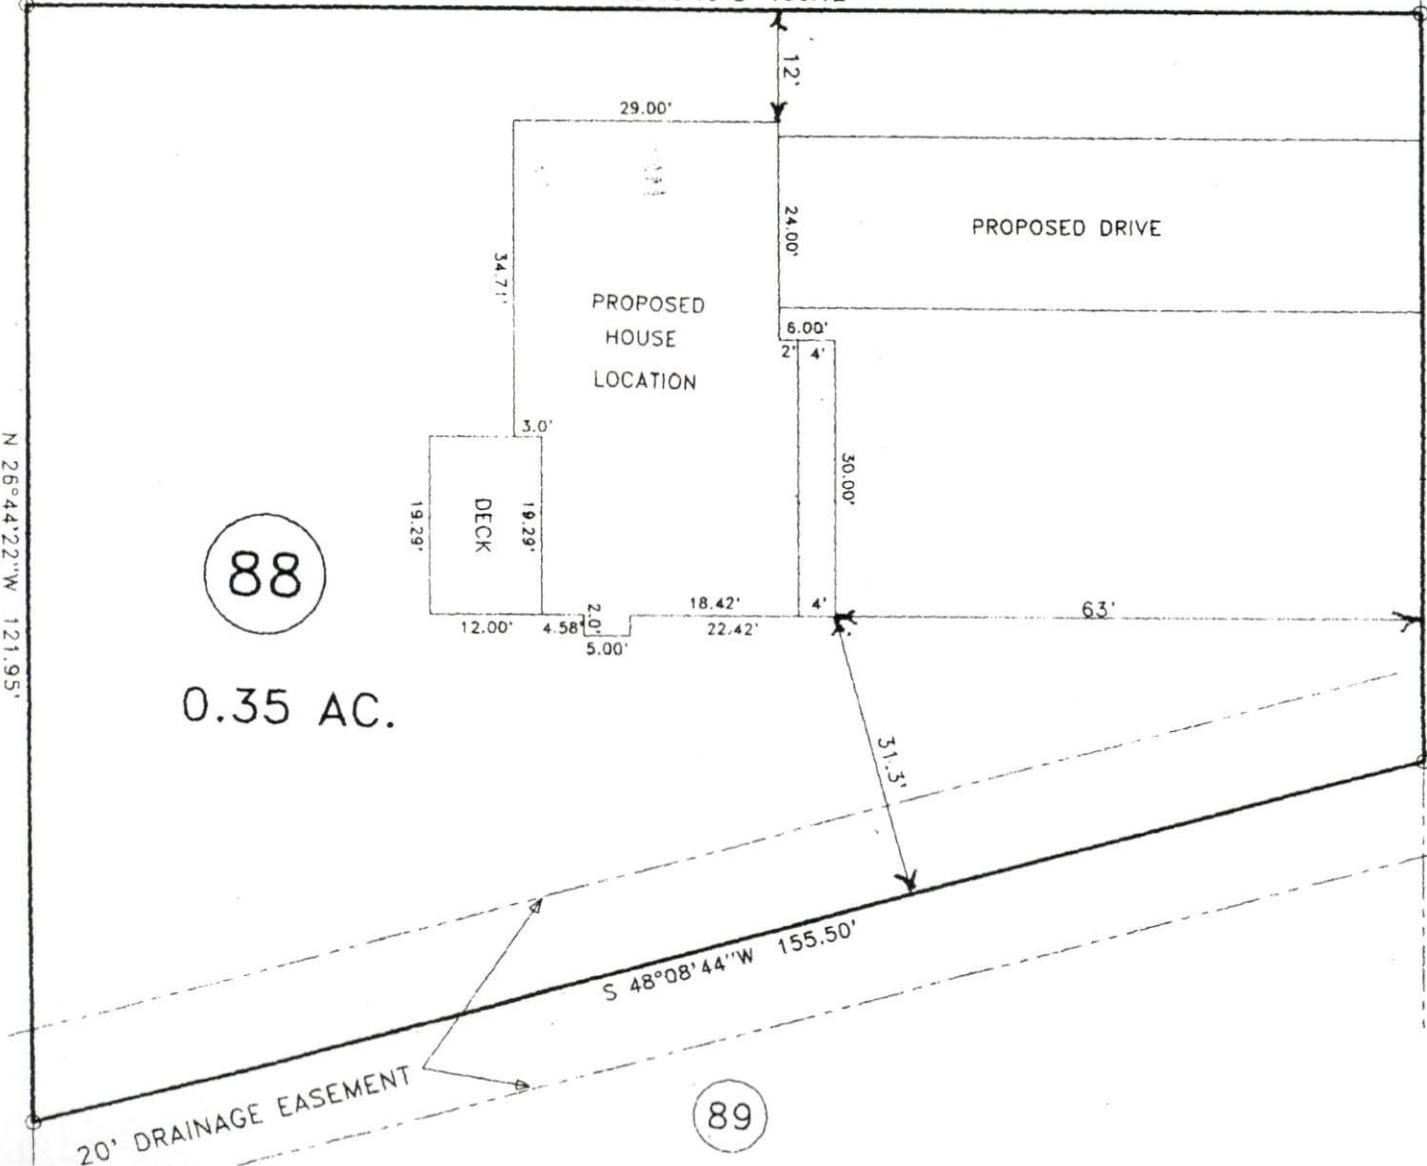 12'
29.00'
24.00'
PROPOSED DRIVE
34.71'
PROPOSED
HOUSE
LOCATION
6.00'
2' 4'
3.0'
30.00'
19.29'
DECK
19.29'
N 26°44'22"W 121.95'
88
0.35 AC.
12.00'
4.58'
2.0'
5.00'
18.42'
22.42'
4'
63'
31.3'
S 48°08'44"W 155.50'
20' DRAINAGE EASEMENT
89